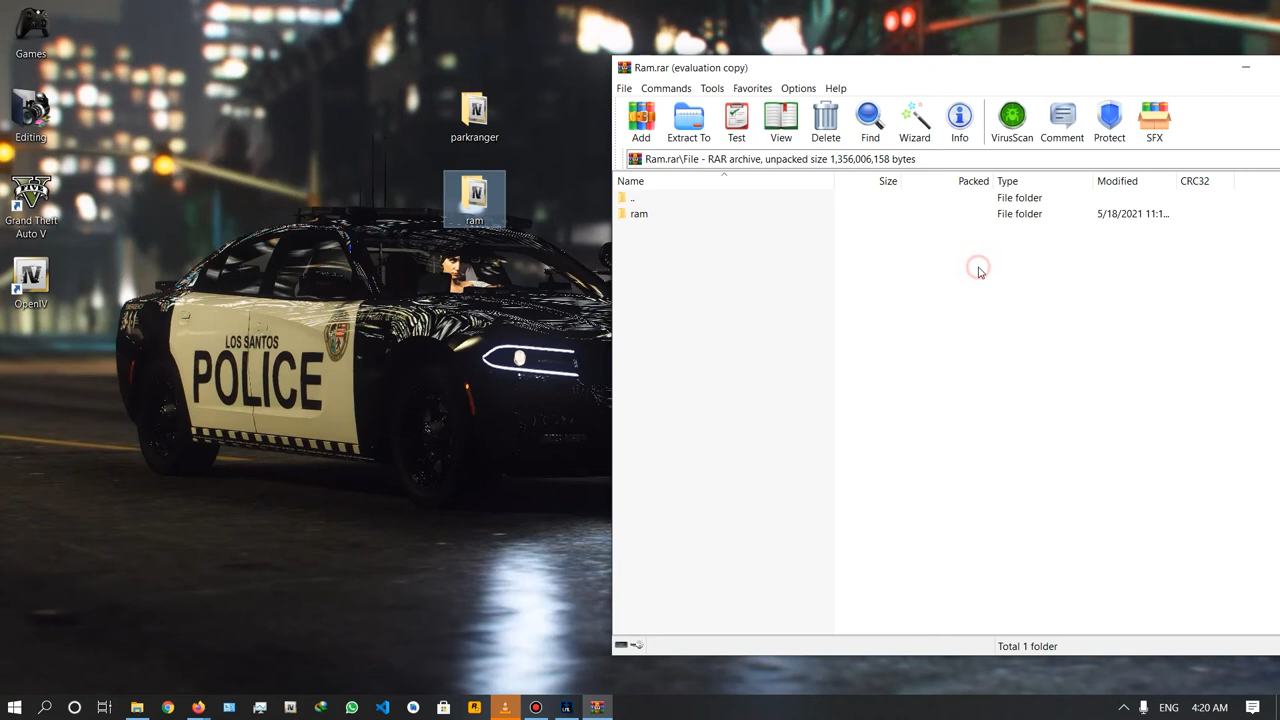 Games
Editing
Grand Theft
Auto V
OpenIV
parkranger
ram
LOS SANTOS
POLICE
Ram.rar (evaluation copy)
File Commands Tools Favorites Options Help
Add Extract To Test View Delete Find Wizard Info VirusScan Comment Protect SFX
Ram.rar\File - RAR archive, unpacked size 1,356,006,158 bytes
Name Size Packed Type Modified CRC32
.. File folder
ram File folder 5/18/2021 11:1...
Total 1 folder
ENG 4:20 AM